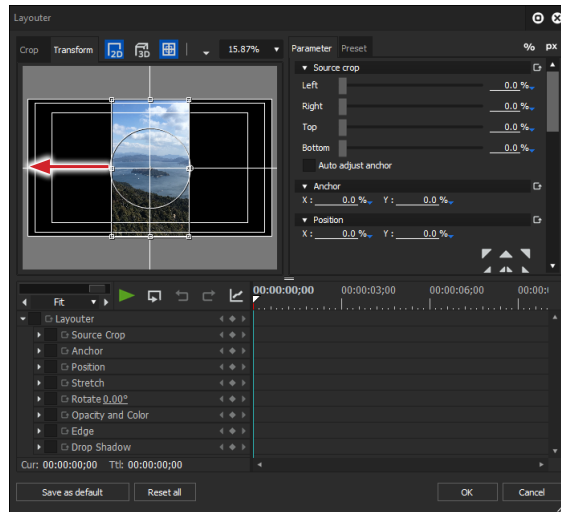 Layouter
Crop Transform 2D 3D 15.87% Parameter Preset % px
Source crop
Left 0.0 %
Right 0.0 %
Top 0.0 %
Bottom 0.0 %
Auto adjust anchor
Anchor
X : 0.0 % Y : 0.0 %
Position
X : 0.0 % Y : 0.0 %
Fit 00:00:00;00 00:00:03;00 00:00:06;00 00:00:
Layouter
Source Crop
Anchor
Position
Stretch
Rotate 0.00°
Opacity and Color
Edge
Drop Shadow
Cur: 00:00:00;00 Ttl: 00:00:00;00
Save as default Reset all OK Cancel